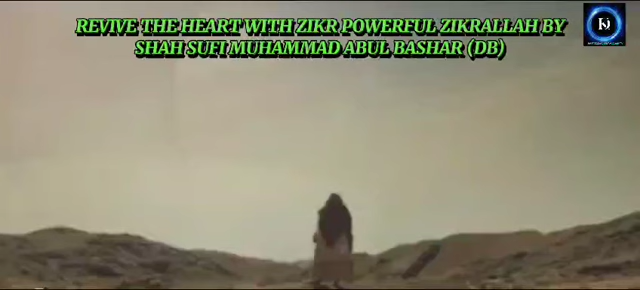 REVIVE THE HEART WITH ZIKR POWERFUL ZIKRALLAH BY
SHAH SUFI MUHAMMAD ABUL BASHAR (DB)